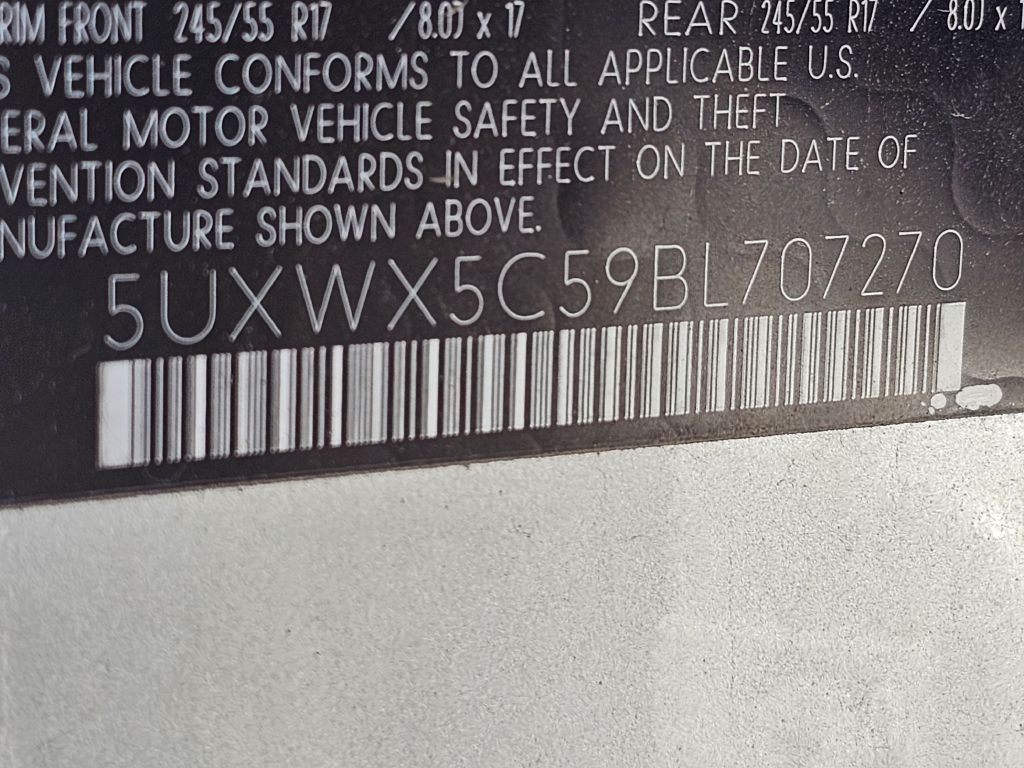 RIM FRONT 245/55 R17 /8.0J x 17 REAR 245/55 R17 / 8.0J x 1
S VEHICLE CONFORMS TO ALL APPLICABLE U.S.
ERAL MOTOR VEHICLE SAFETY AND THEFT
VENTION STANDARDS IN EFFECT ON THE DATE OF
NUFACTURE SHOWN ABOVE.
5UXWX5C59BL707270